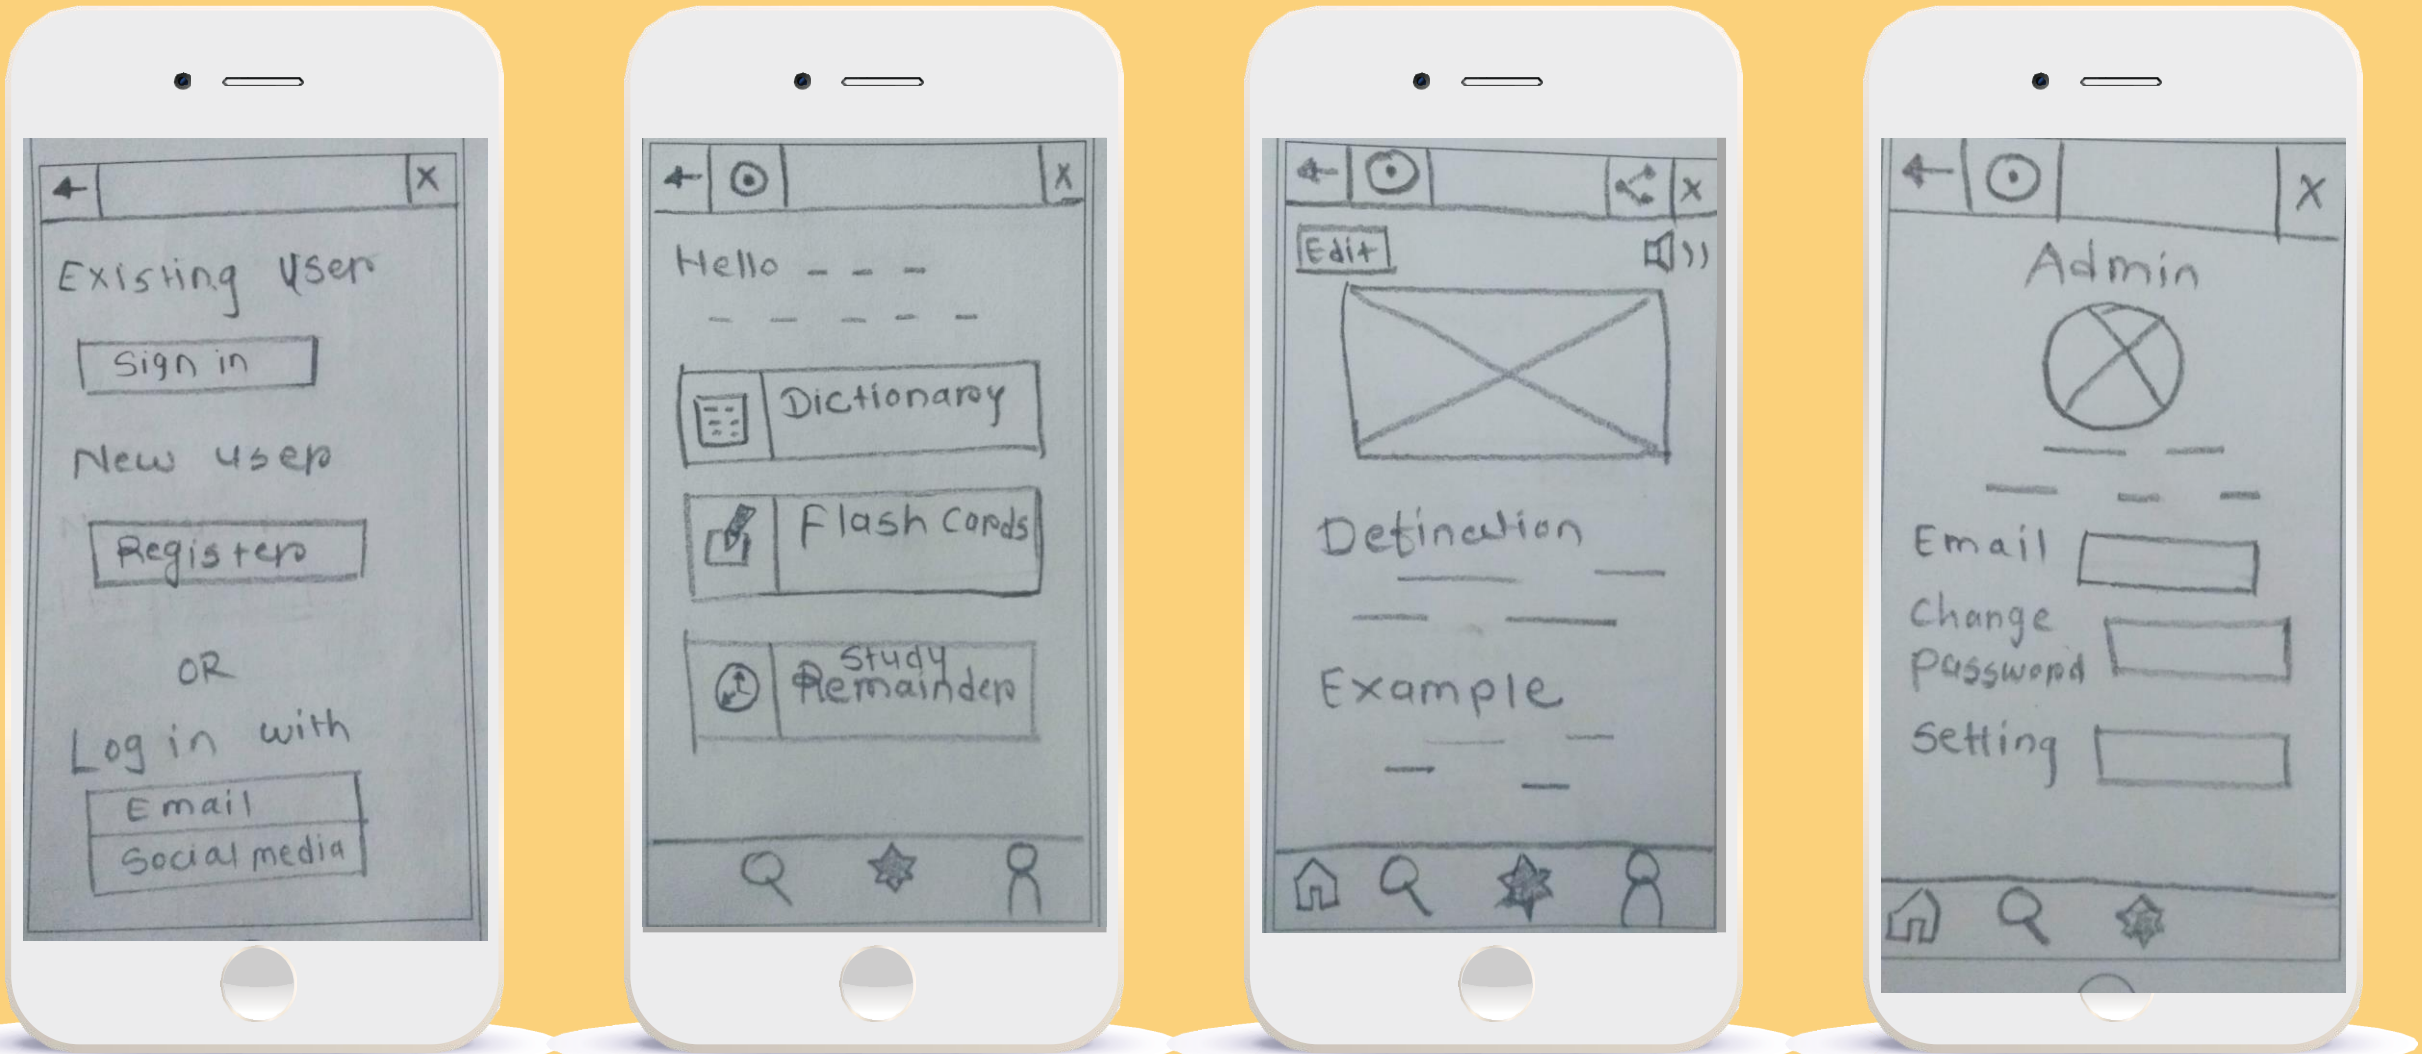 X
Existing user
Sign in
New user
Register
OR
Log in with
Email
Social media
X
Hello
Dictionary
Flash Cards
Study
Remainder
X
Edit
Defination
Example
X
Admin
Email
Change
Password
Setting